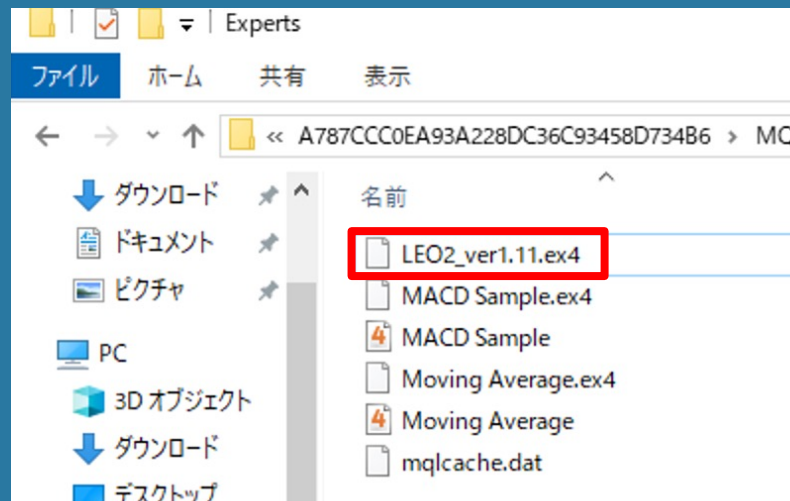 Experts
ファイル ホーム 共有 表示
« A787CCC0EA93A228DC36C93458D734B6 › MQ
ダウンロード
ドキュメント
ピクチャ
PC
3D オブジェクト
ダウンロード
デスクトップ
名前
LEO2_ver1.11.ex4
MACD Sample.ex4
MACD Sample
Moving Average.ex4
Moving Average
mqlcache.dat